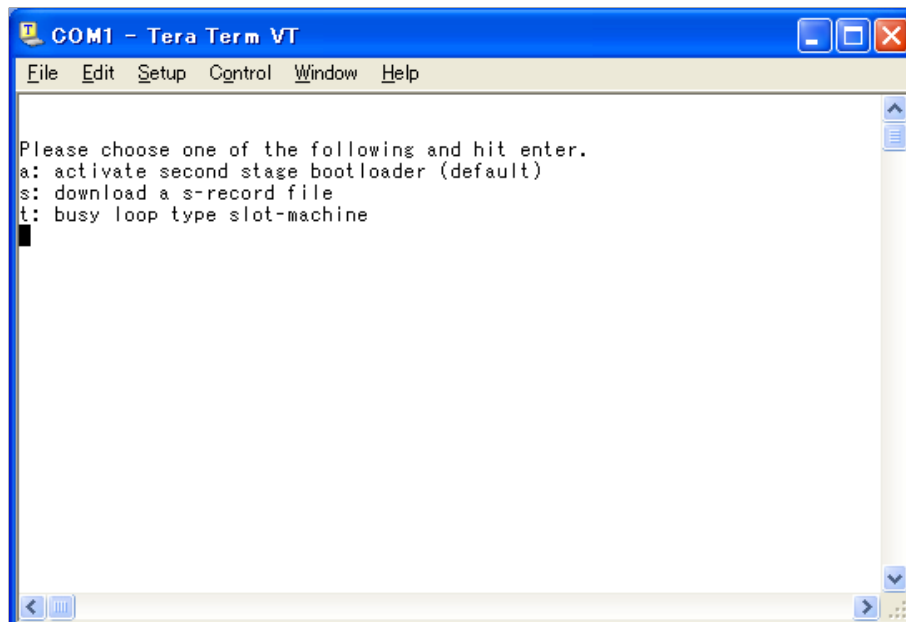 COM1 - Tera Term VT
File Edit Setup Control Window Help
Please choose one of the following and hit enter.
a: activate second stage bootloader (default)
s: download a s-record file
t: busy loop type slot-machine